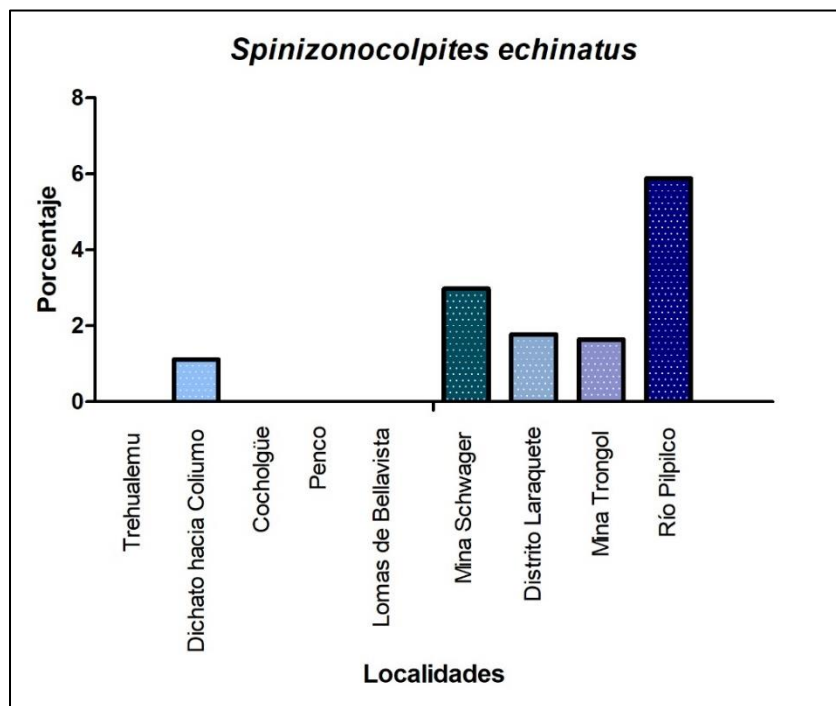 Spinizonocolpites echinatus
Porcentaje
8
6
4
2
0
Trehualemu
Dichato hacia Coliumo
Cocholgüe
Penco
Lomas de Bellavista
Mina Schwager
Distrito Laraquete
Mina Trongol
Río Pilpilco
Localidades